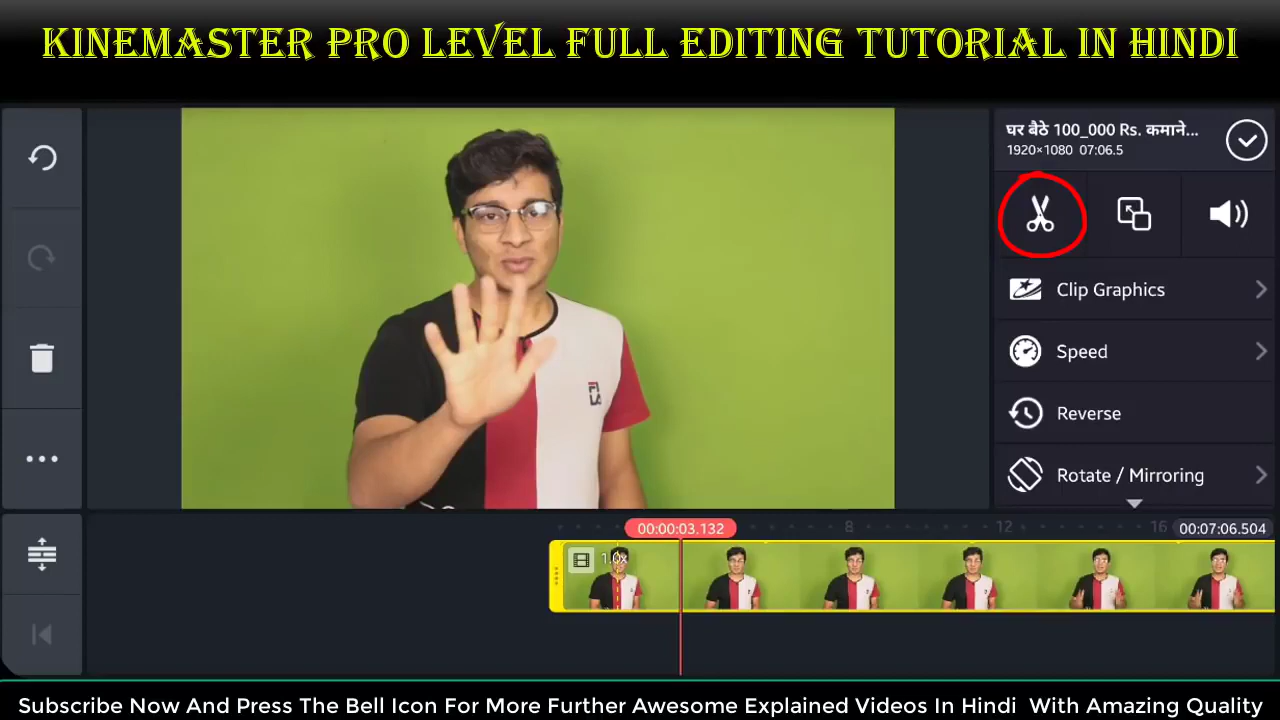 KINEMASTER PRO LEVEL FULL EDITING TUTORIAL IN HINDI
घर बैठे 100_000 Rs. कमाने...
1920×1080 07:06.5
Clip Graphics
Speed
Reverse
Rotate / Mirroring
00:00:03.132
8
12
16
00:07:06.504
1.0x
Subscribe Now And Press The Bell Icon For More Further Awesome Explained Videos In Hindi With Amazing Quality